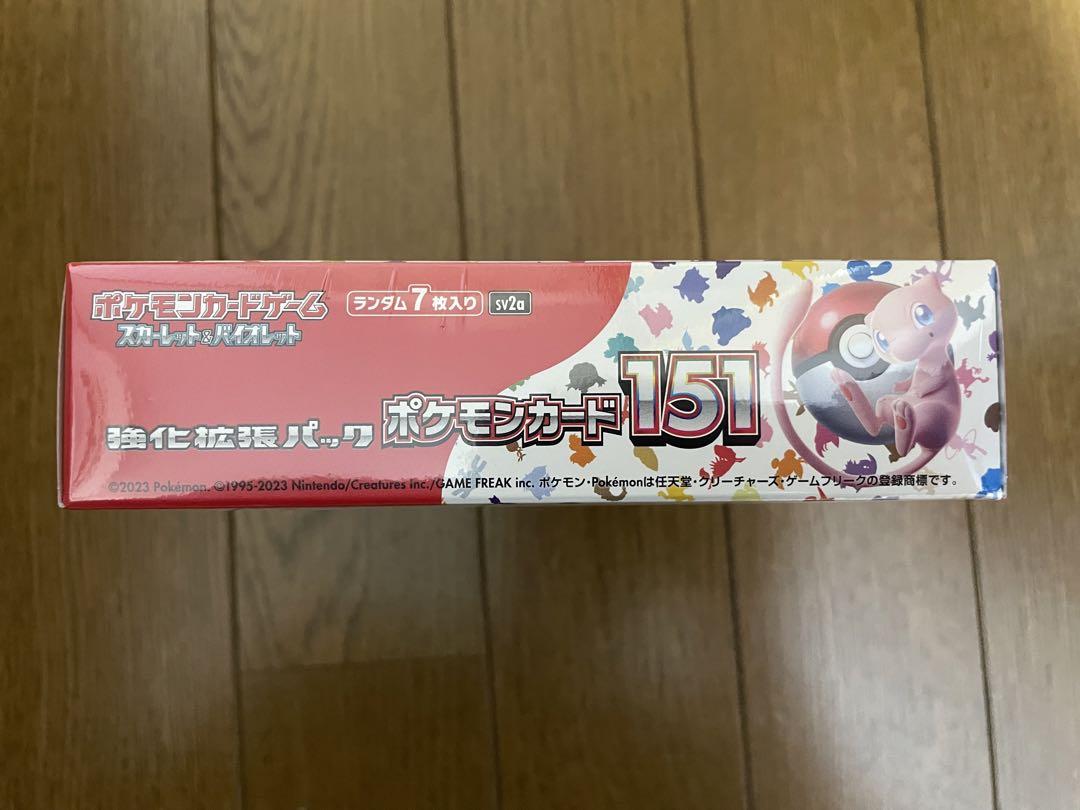 ポケモンカードゲーム
スカーレット&バイオレット
ランダム7枚入り sv2a
強化拡張パック ポケモンカード151
©2023 Pokémon. ©1995-2023 Nintendo/Creatures Inc./GAME FREAK inc. ポケモン・Pokémonは任天堂・クリーチャーズ・ゲームフリークの登録商標です。